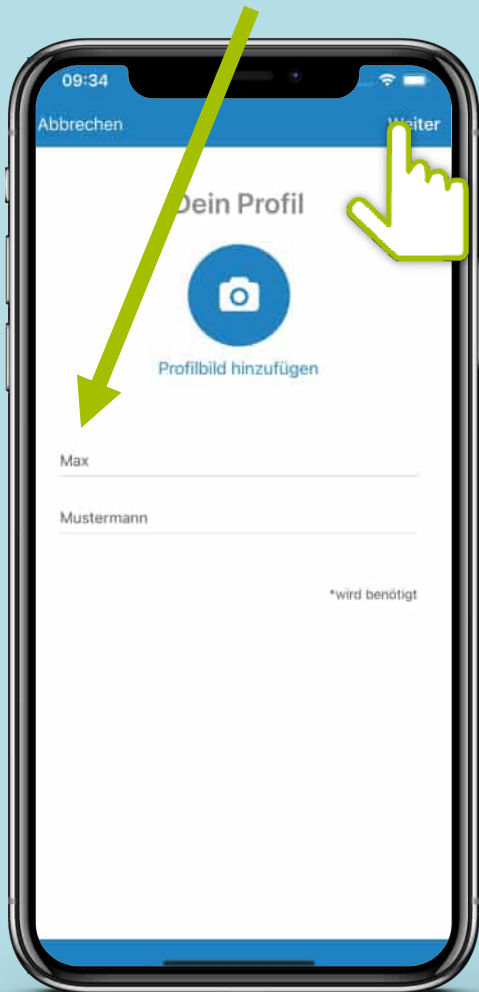 09:34
Abbrechen Weiter
Dein Profil
Profilbild hinzufügen
Max
Mustermann
*wird benötigt